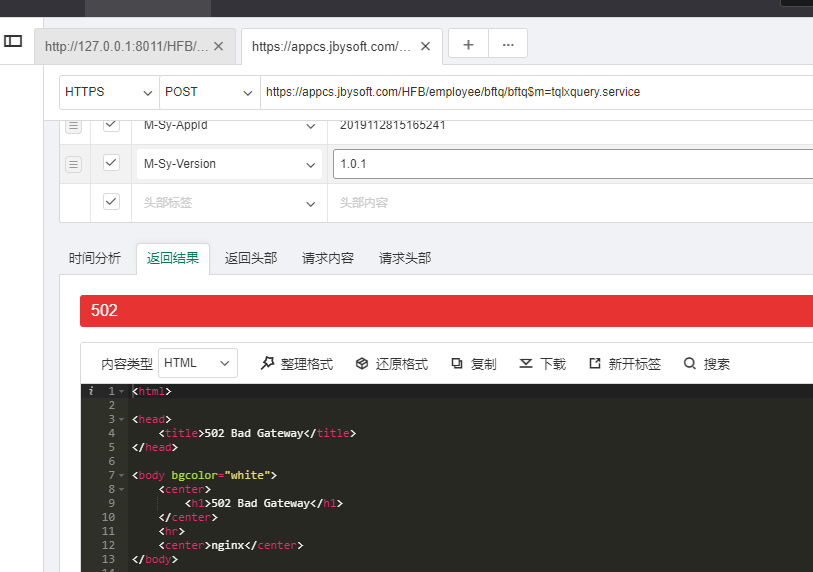 http://127.0.0.1:8011/HFB/... ×
https://appcs.jbysoft.com/... ×
+ ...
HTTPS POST https://appcs.jbysoft.com/HFB/employee/bftq/bftq$m=tqlxquery.service
M-Sy-AppId 2019112815165241
M-Sy-Version 1.0.1
头部标签 头部内容
时间分析 返回结果 返回头部 请求内容 请求头部
502
内容类型 HTML 整理格式 还原格式 复制 下载 新开标签 搜索
i 1 <html>
2
3 <head>
4 <title>502 Bad Gateway</title>
5 </head>
6
7 <body bgcolor="white">
8 <center>
9 <h1>502 Bad Gateway</h1>
10 </center>
11 <hr>
12 <center>nginx</center>
13 </body>